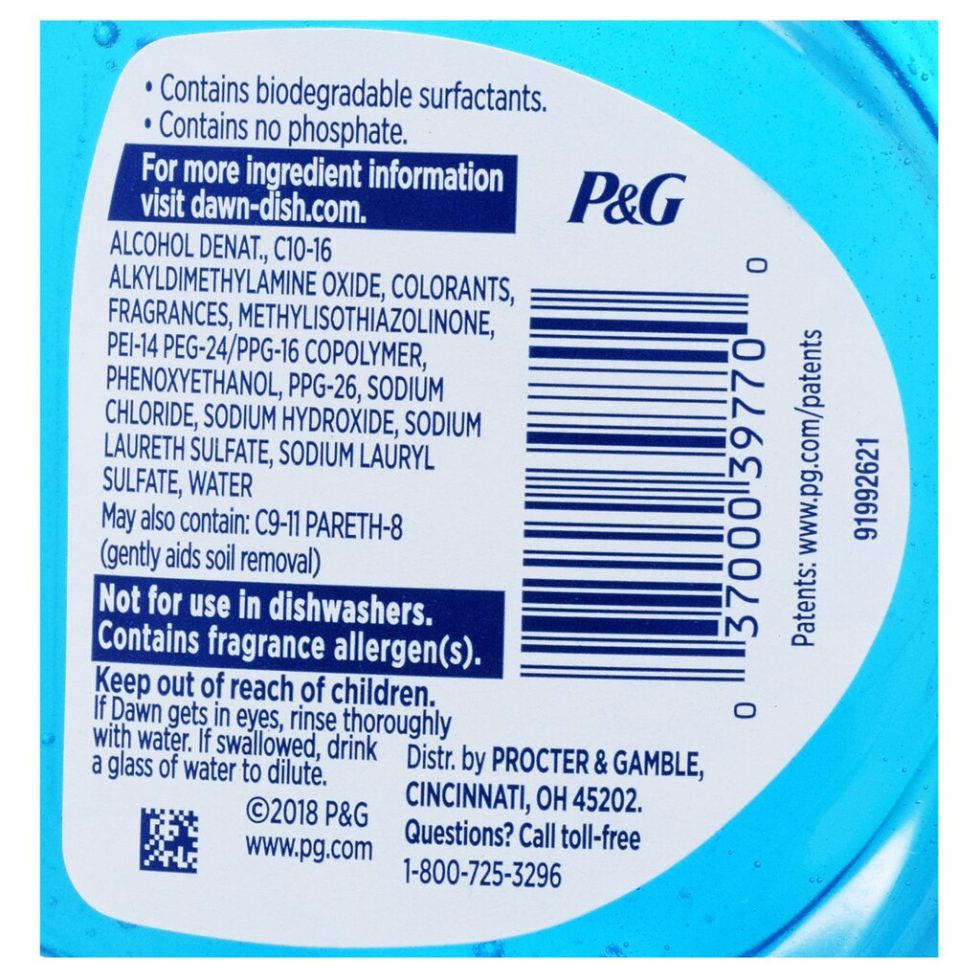 • Contains biodegradable surfactants.
• Contains no phosphate.
For more ingredient information
visit dawn-dish.com.
ALCOHOL DENAT., C10-16
ALKYLDIMETHYLAMINE OXIDE, COLORANTS,
FRAGRANCES, METHYLISOTHIAZOLINONE,
PEI-14 PEG-24/PPG-16 COPOLYMER,
PHENOXYETHANOL, PPG-26, SODIUM
CHLORIDE, SODIUM HYDROXIDE, SODIUM
LAURETH SULFATE, SODIUM LAURYL
SULFATE, WATER
May also contain: C9-11 PARETH-8
(gently aids soil removal)
Not for use in dishwashers.
Contains fragrance allergen(s).
Keep out of reach of children.
If Dawn gets in eyes, rinse thoroughly
with water. If swallowed, drink
a glass of water to dilute.
©2018 P&G
www.pg.com
Distr. by PROCTER & GAMBLE,
CINCINNATI, OH 45202.
Questions? Call toll-free
1-800-725-3296
P&G
0 37000 39770 0
Patents: www.pg.com/patents
91992621